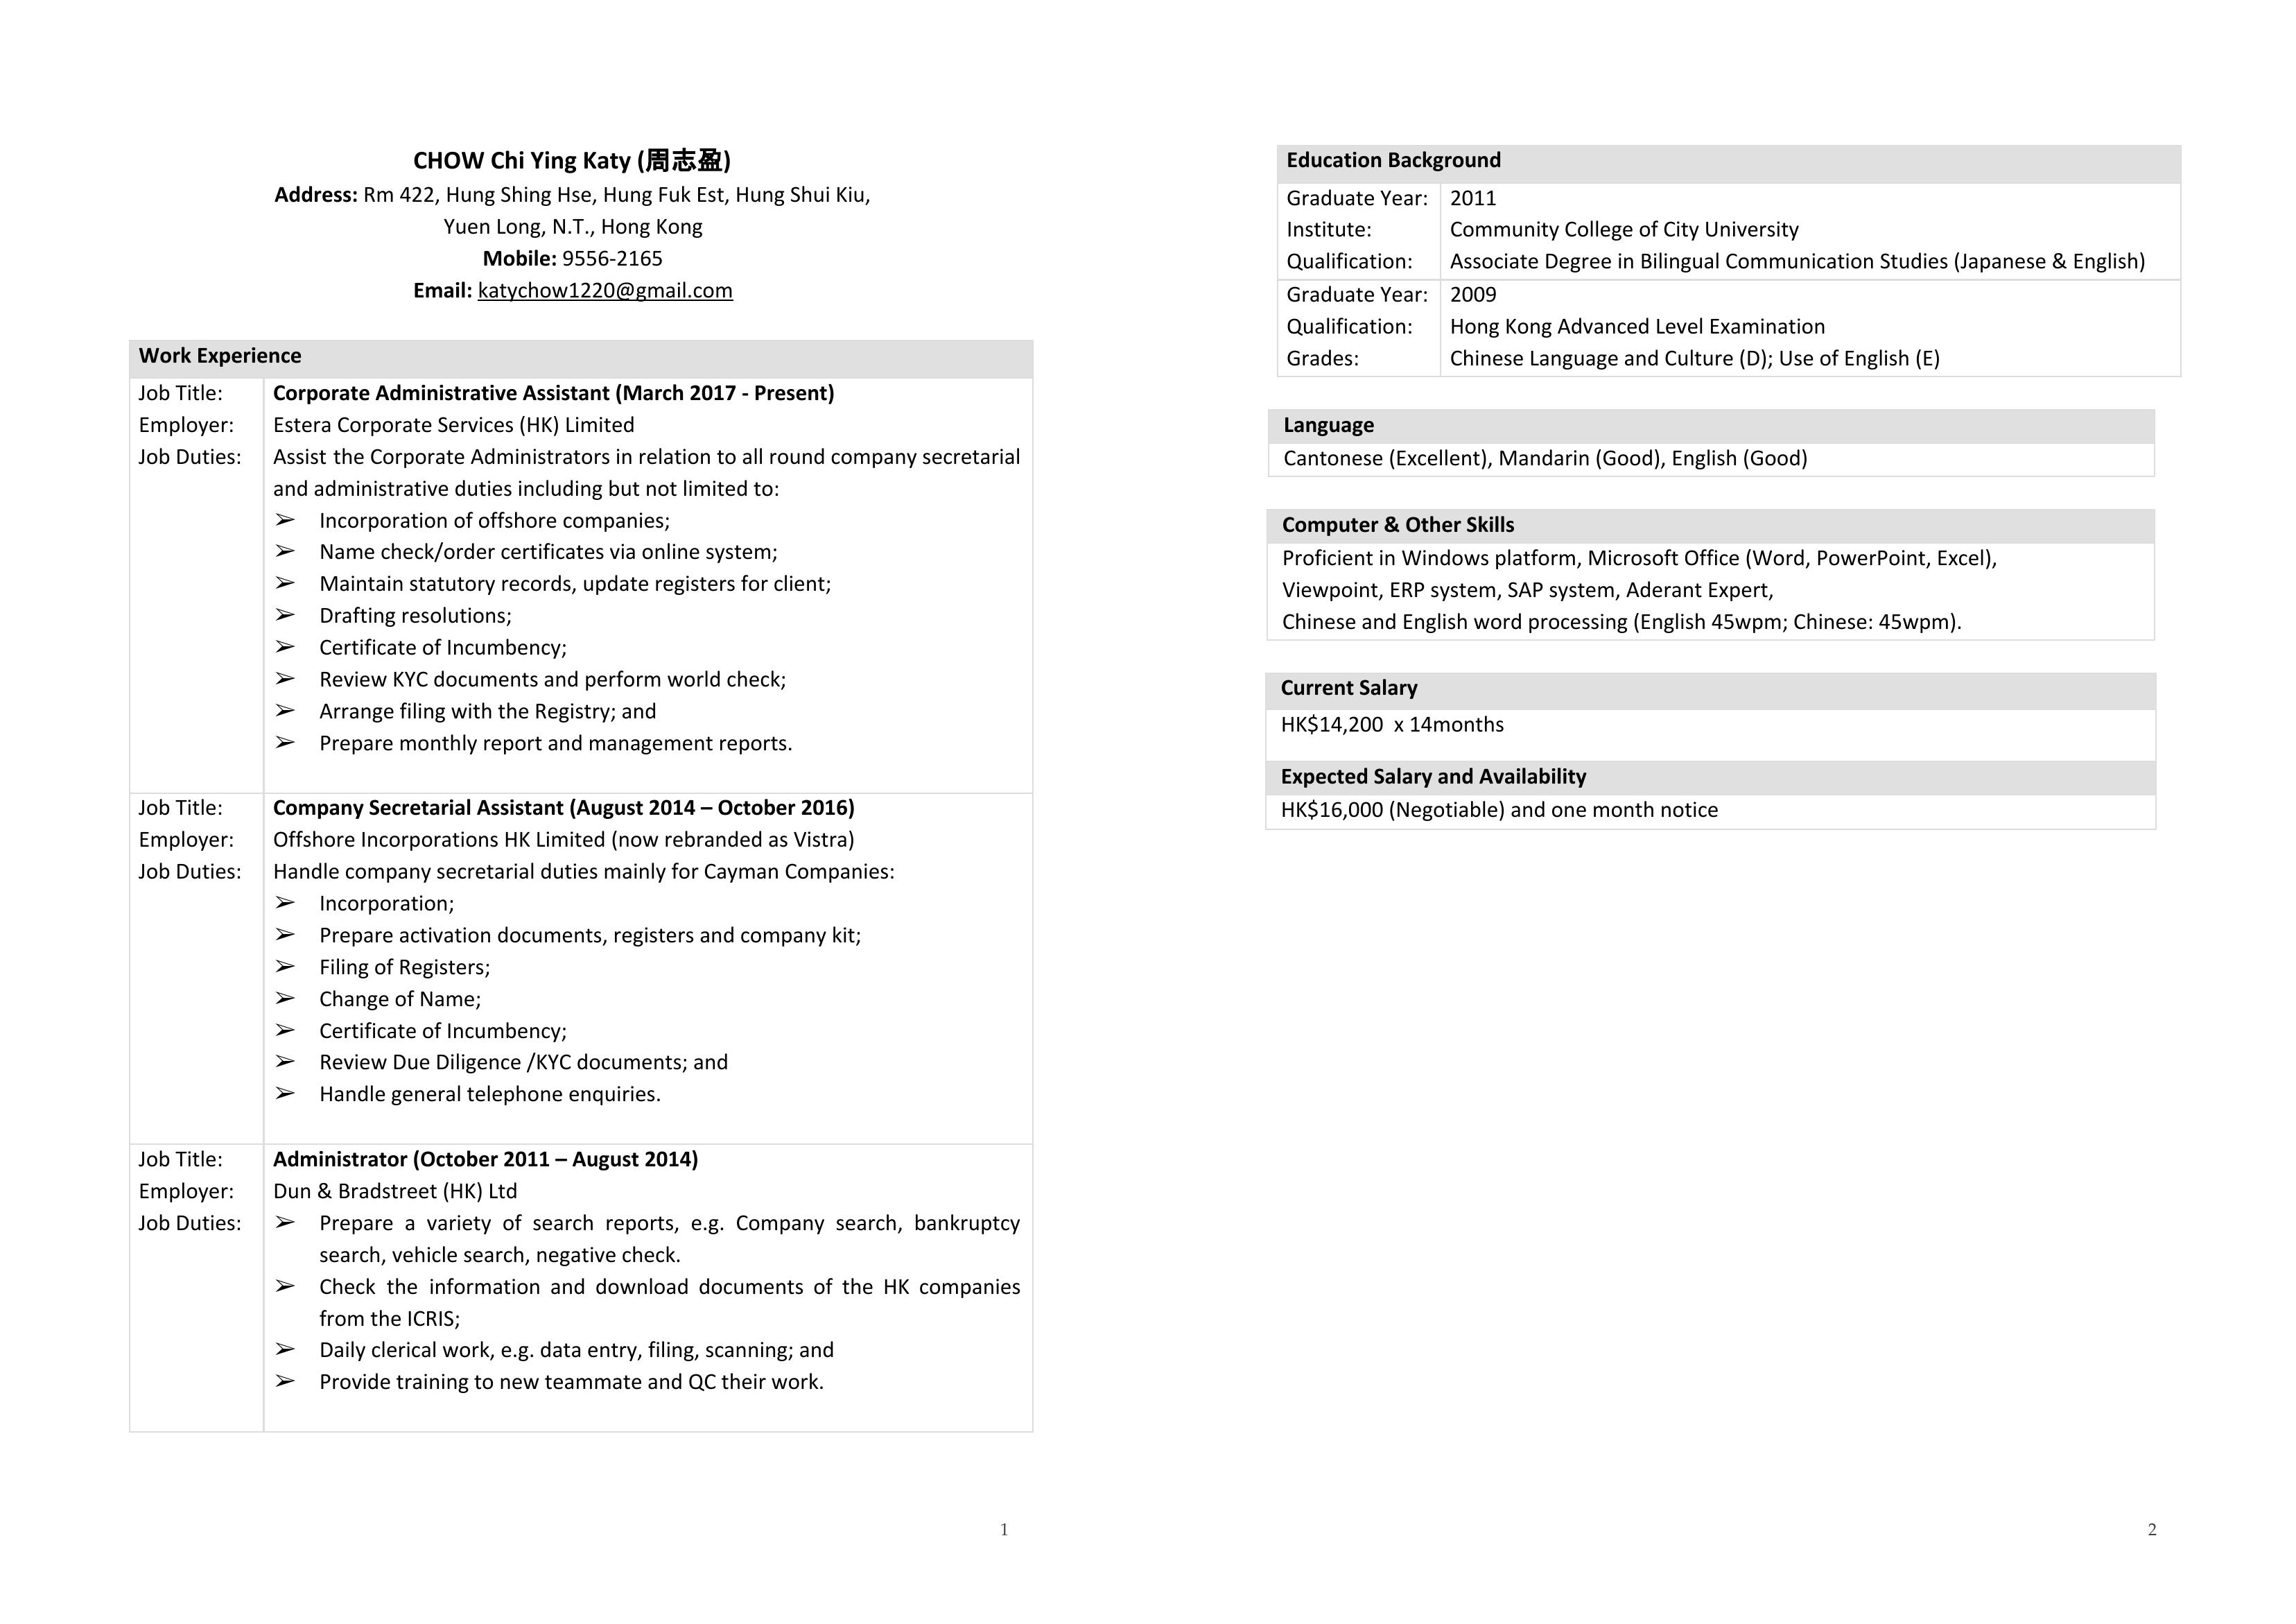 CHOW Chi Ying Katy (周志盈)
Address: Rm 422, Hung Shing Hse, Hung Fuk Est, Hung Shui Kiu,
Yuen Long, N.T., Hong Kong
Mobile: 9556-2165
Email: katychow1220@gmail.com
Work Experience
Job Title: Corporate Administrative Assistant (March 2017 - Present)
Employer: Estera Corporate Services (HK) Limited
Job Duties: Assist the Corporate Administrators in relation to all round company secretarial
and administrative duties including but not limited to:
➢ Incorporation of offshore companies;
➢ Name check/order certificates via online system;
➢ Maintain statutory records, update registers for client;
➢ Drafting resolutions;
➢ Certificate of Incumbency;
➢ Review KYC documents and perform world check;
➢ Arrange filing with the Registry; and
➢ Prepare monthly report and management reports.
Job Title: Company Secretarial Assistant (August 2014 – October 2016)
Employer: Offshore Incorporations HK Limited (now rebranded as Vistra)
Job Duties: Handle company secretarial duties mainly for Cayman Companies:
➢ Incorporation;
➢ Prepare activation documents, registers and company kit;
➢ Filing of Registers;
➢ Change of Name;
➢ Certificate of Incumbency;
➢ Review Due Diligence /KYC documents; and
➢ Handle general telephone enquiries.
Job Title: Administrator (October 2011 – August 2014)
Employer: Dun & Bradstreet (HK) Ltd
Job Duties: ➢ Prepare a variety of search reports, e.g. Company search, bankruptcy
search, vehicle search, negative check.
➢ Check the information and download documents of the HK companies
from the ICRIS;
➢ Daily clerical work, e.g. data entry, filing, scanning; and
➢ Provide training to new teammate and QC their work.
1
Education Background
Graduate Year: 2011
Institute: Community College of City University
Qualification: Associate Degree in Bilingual Communication Studies (Japanese & English)
Graduate Year: 2009
Qualification: Hong Kong Advanced Level Examination
Grades: Chinese Language and Culture (D); Use of English (E)
Language
Cantonese (Excellent), Mandarin (Good), English (Good)
Computer & Other Skills
Proficient in Windows platform, Microsoft Office (Word, PowerPoint, Excel),
Viewpoint, ERP system, SAP system, Aderant Expert,
Chinese and English word processing (English 45wpm; Chinese: 45wpm).
Current Salary
HK$14,200 x 14months
Expected Salary and Availability
HK$16,000 (Negotiable) and one month notice
2